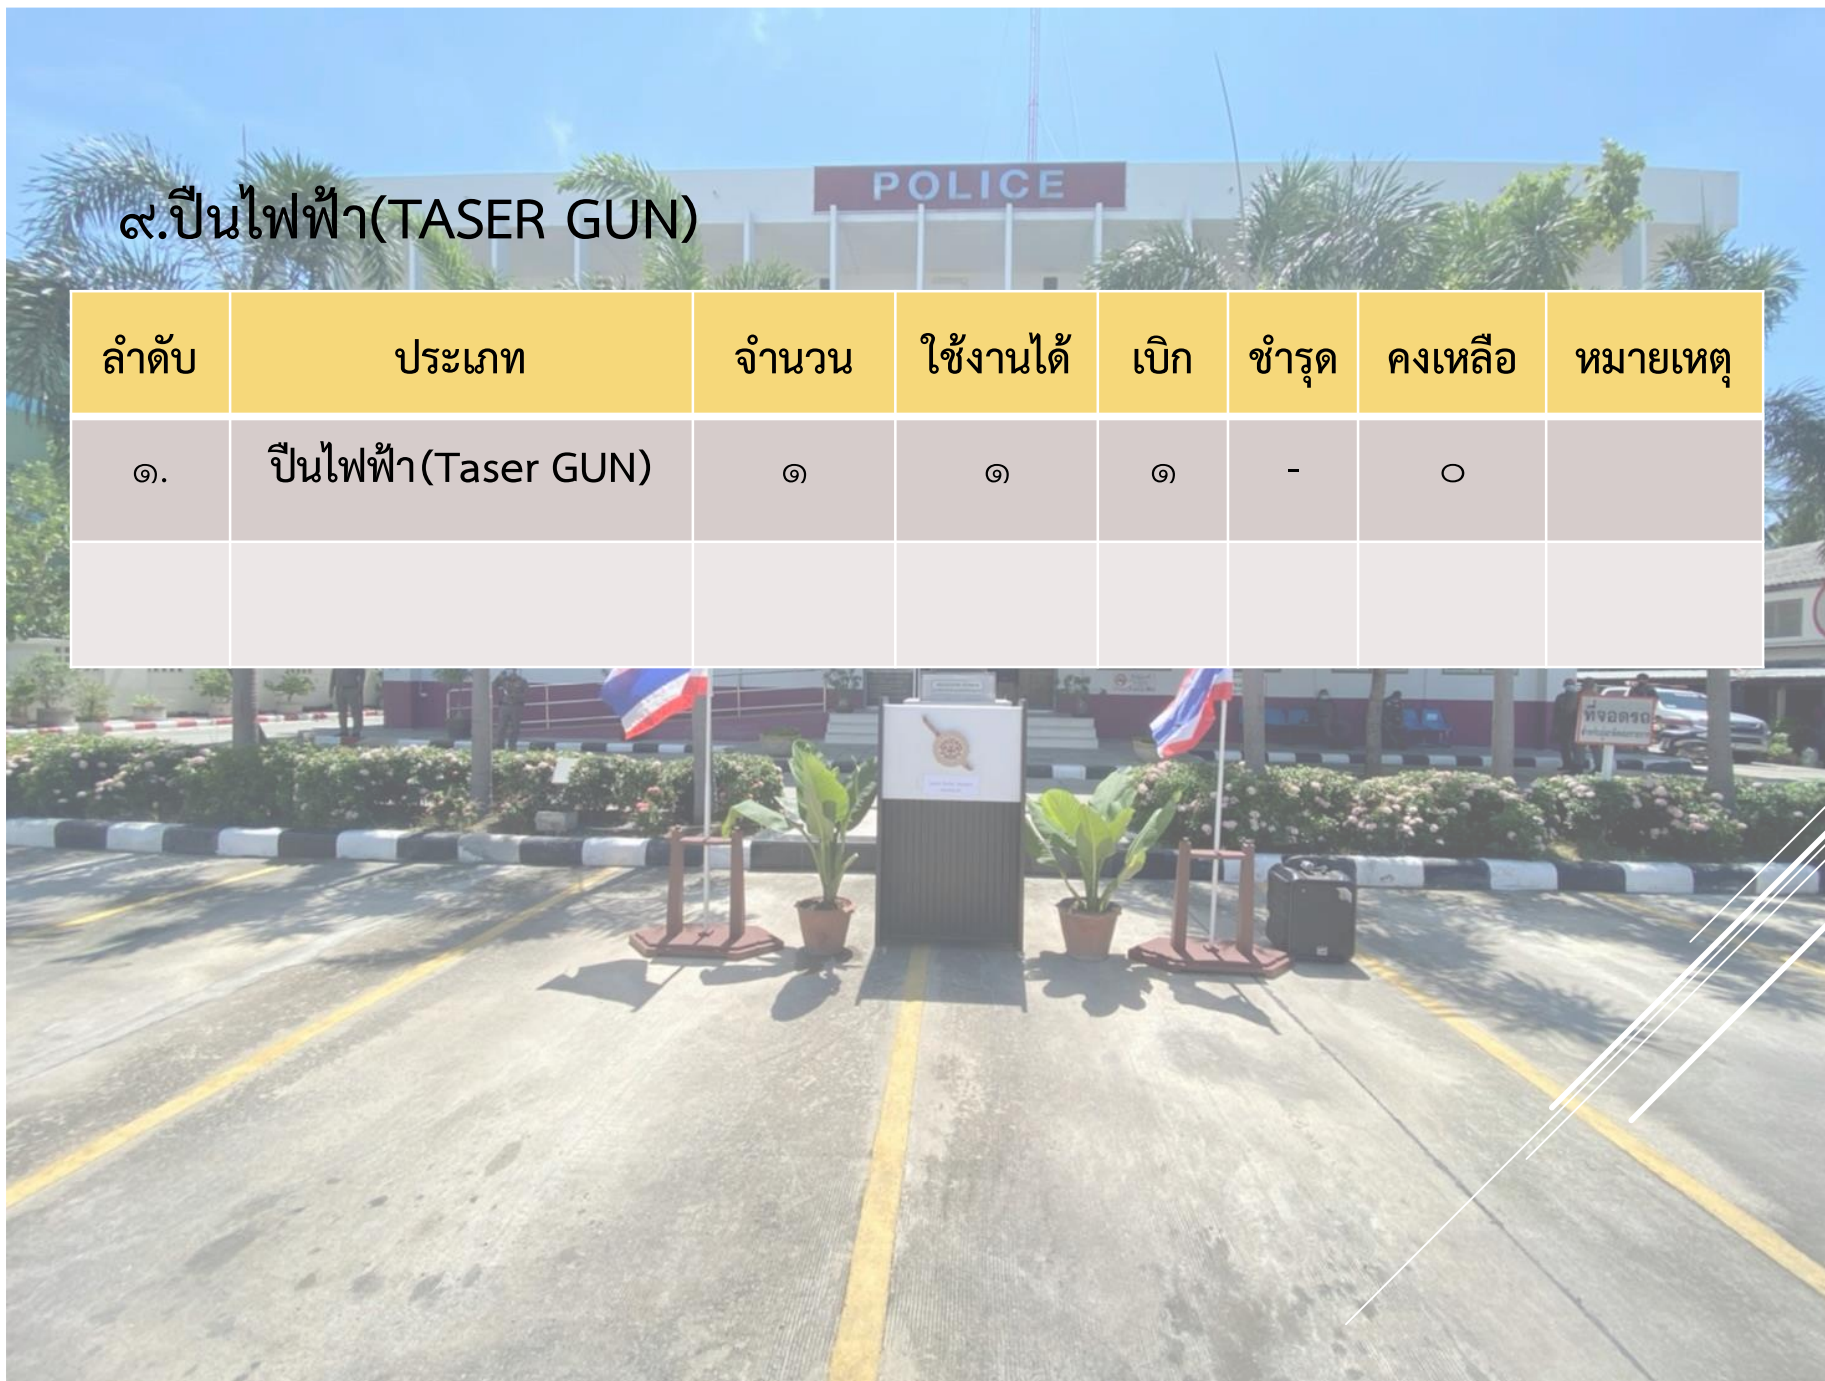 POLICE
๙.ปืนไฟฟ้า(TASER GUN)
ลำดับ ประเภท จำนวน ใช้งานได้ เบิก ชำรุด คงเหลือ หมายเหตุ
๑. ปืนไฟฟ้า(Taser GUN) ๑ ๑ ๑ - ๐
ที่จอดรถ